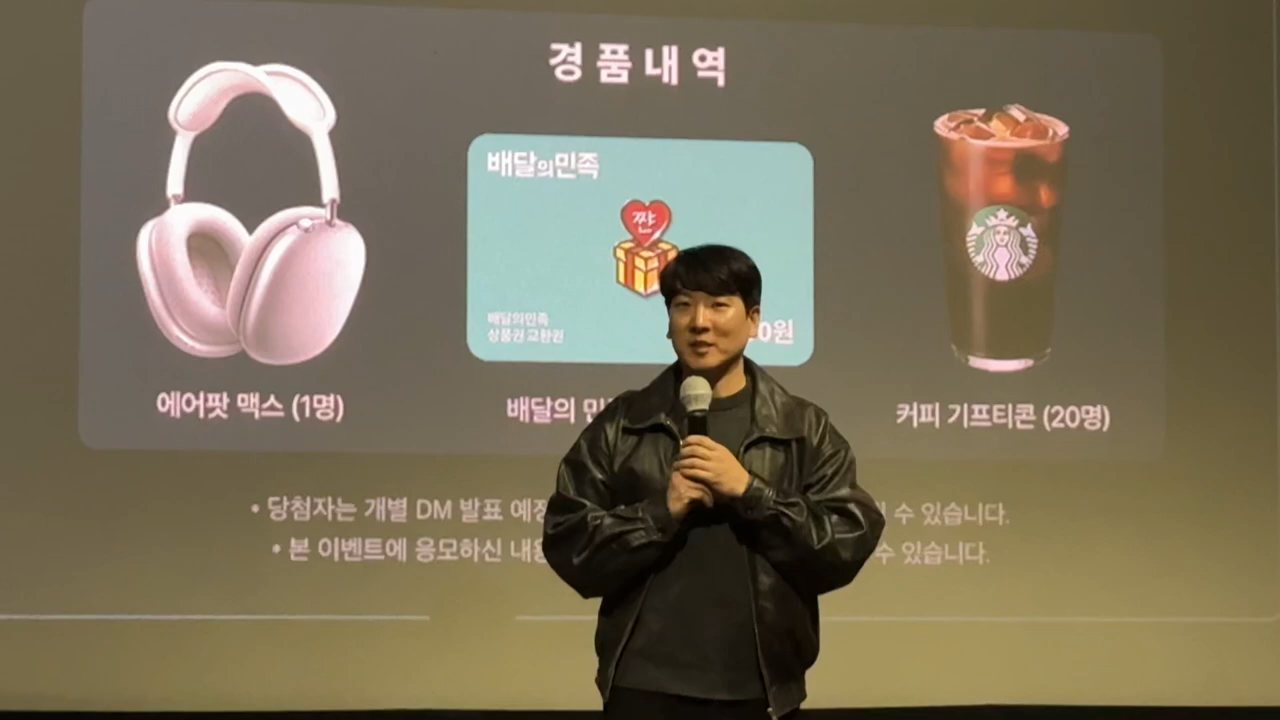 경품내역
배달의민족
짠
배달의민족
상품권 교환권
0원
에어팟 맥스 (1명)
배달의
커피 기프티콘 (20명)
• 당첨자는 개별 DM 발표 예정
수 있습니다.
• 본 이벤트에 응모하신
수 있습니다.